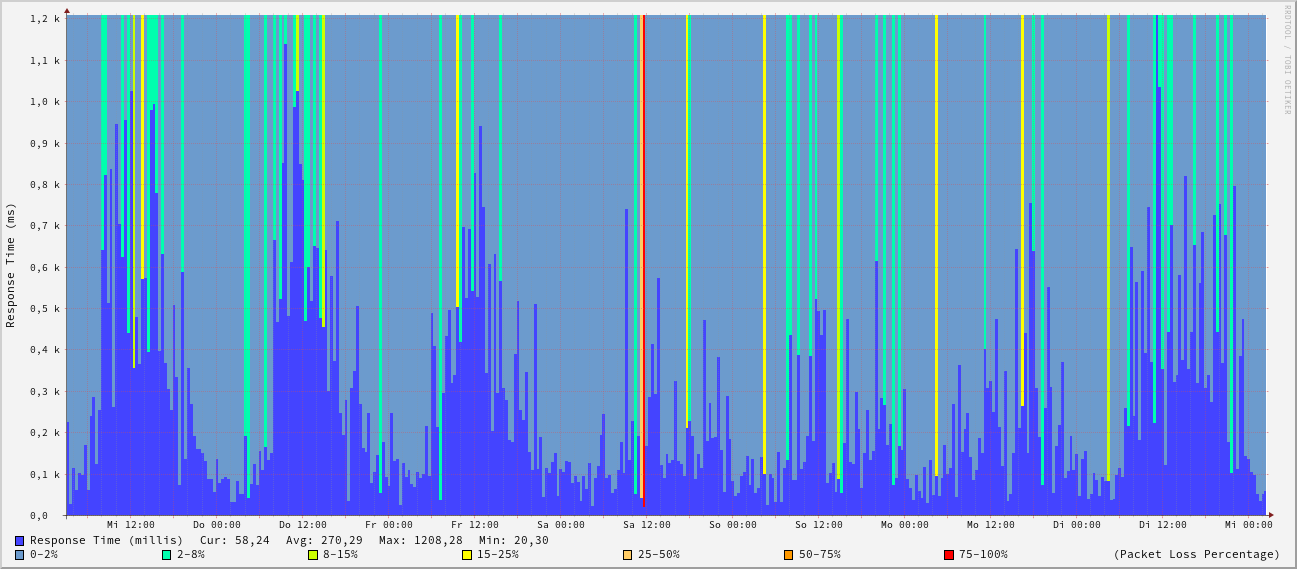 RRDTOOL / TOBI OETIKER
Response Time (ms)
1,2 k
1,1 k
1,0 k
0,9 k
0,8 k
0,7 k
0,6 k
0,5 k
0,4 k
0,3 k
0,2 k
0,1 k
0,0
Mi 12:00 Do 00:00 Do 12:00 Fr 00:00 Fr 12:00 Sa 00:00 Sa 12:00 So 00:00 So 12:00 Mo 00:00 Mo 12:00 Di 00:00 Di 12:00 Mi 00:00
Response Time (millis) Cur: 58,24 Avg: 270,29 Max: 1208,28 Min: 20,30
0-2% 2-8% 8-15% 15-25% 25-50% 50-75% 75-100% (Packet Loss Percentage)